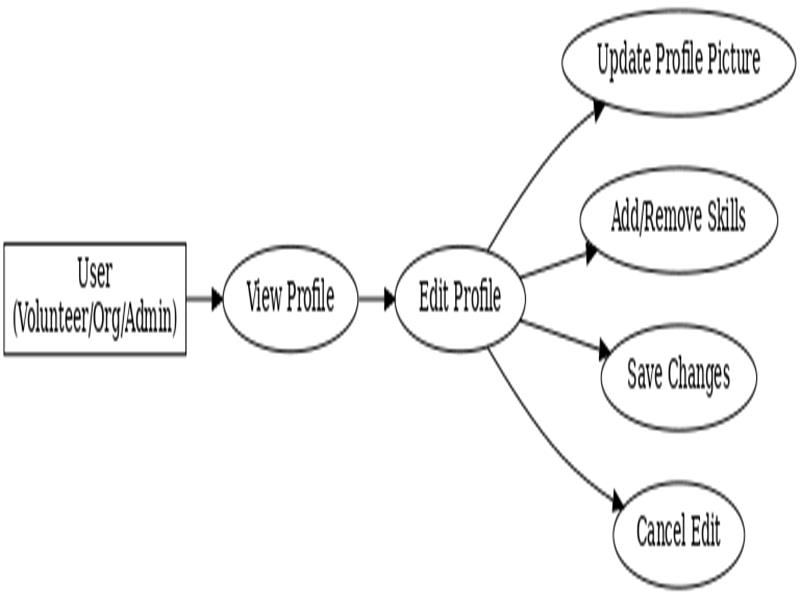 User
(Volunteer/Org/Admin)
View Profile
Edit Profile
Update Profile Picture
Add/Remove Skills
Save Changes
Cancel Edit